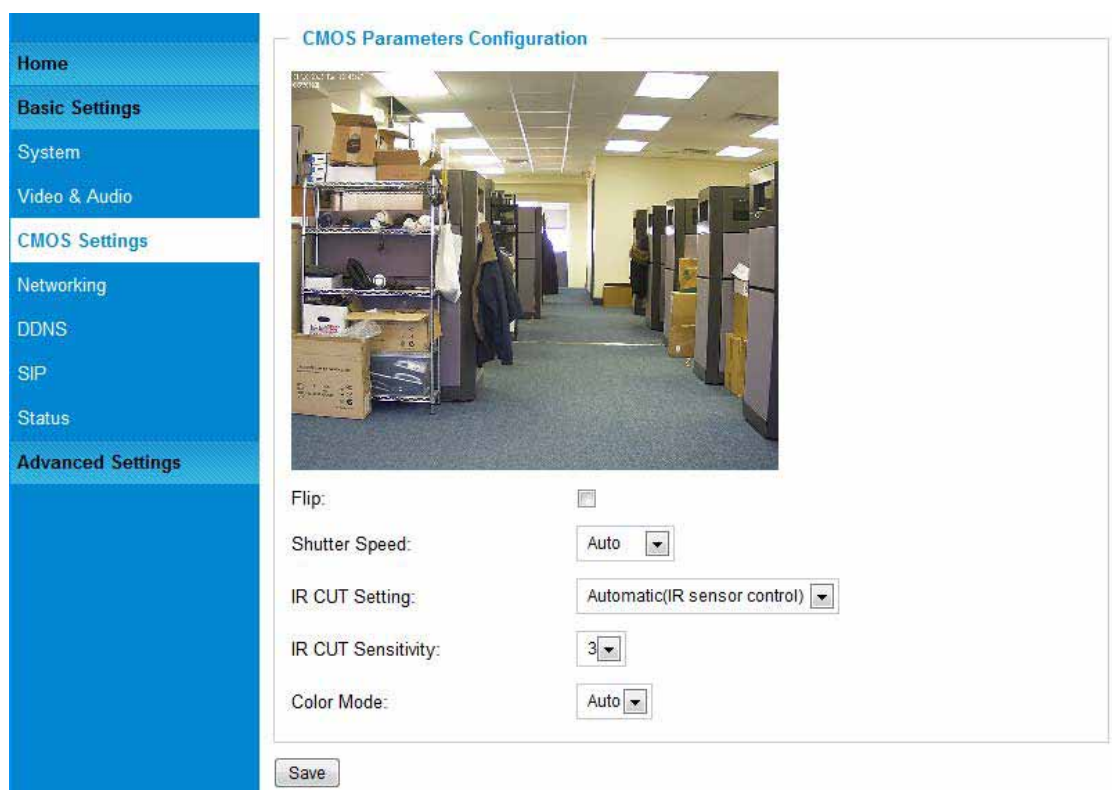 Home
Basic Settings
System
Video & Audio
CMOS Settings
Networking
DDNS
SIP
Status
Advanced Settings
CMOS Parameters Configuration
Flip:
Shutter Speed:
Auto
IR CUT Setting:
Automatic(IR sensor control)
IR CUT Sensitivity:
3
Color Mode:
Auto
Save